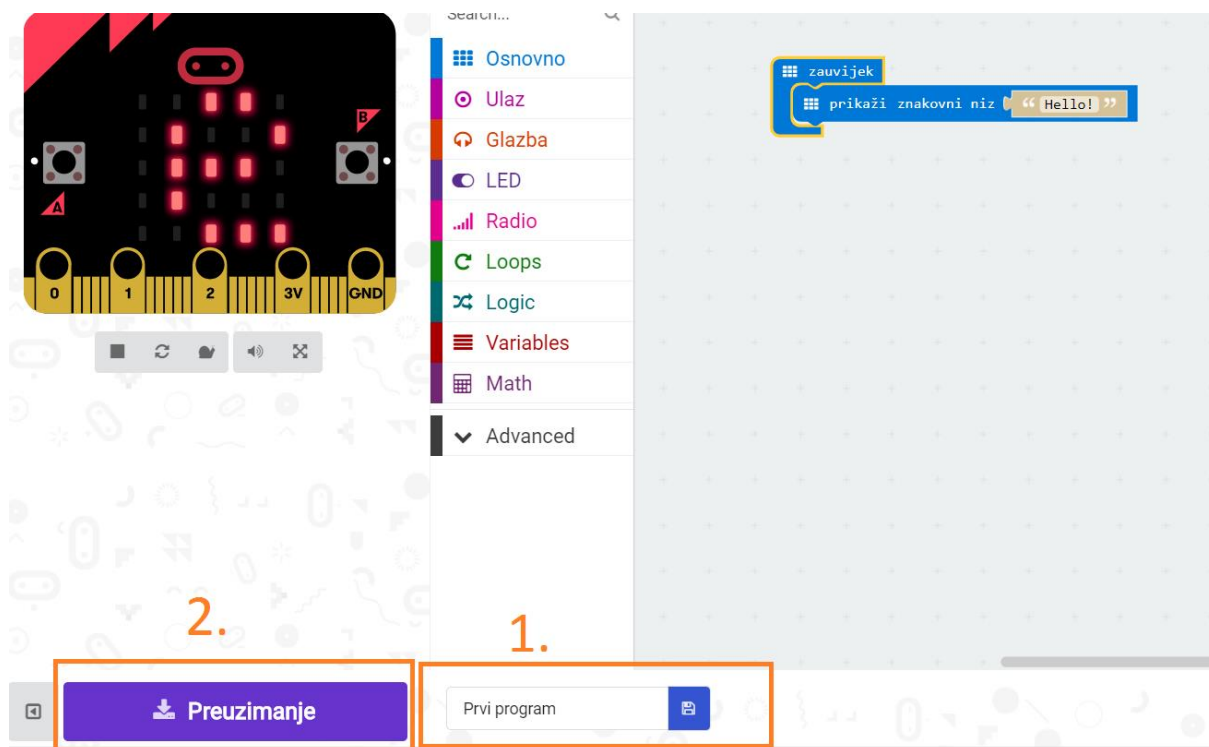 B
A
0 1 2 3V GND
Search...
Osnovno
Ulaz
Glazba
LED
Radio
Loops
Logic
Variables
Math
Advanced
zauvijek
prikaži znakovni niz “ Hello! ”
2.
1.
Preuzimanje
Prvi program